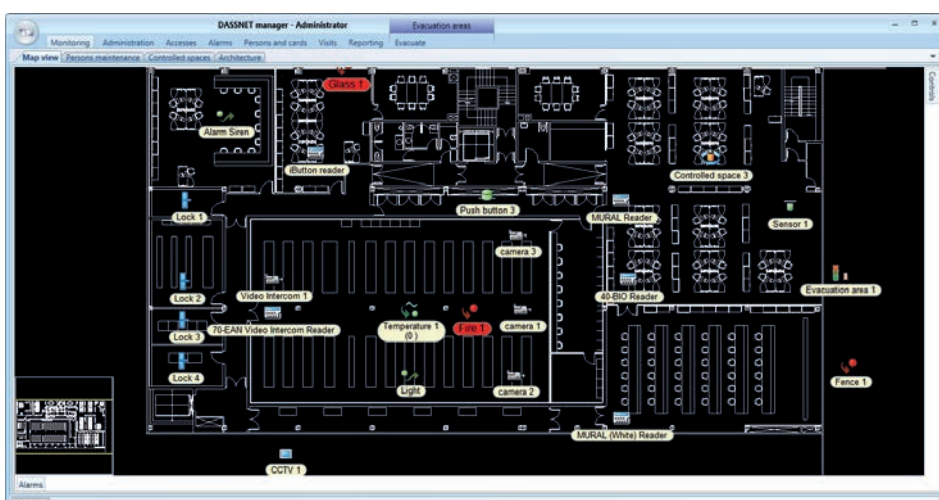 DASSNET manager - Administrator
Evacuation areas
Monitoring Administration Accesses Alarms Persons and cards Visits Reporting Evacuate
Map view Persons maintenance Controlled spaces Architecture
Controls
Glass 1
Alarm Siren
iButton reader
Controlled space 3
Lock 1
Push button 3
MURAL Reader
Sensor 1
camera 3
Lock 2
Video Intercom 1
40-BIO Reader
Evacuation area 1
Lock 3
70-EAN Video Intercom Reader
Temperature 1
(0 )
Fire 1
camera 1
Lock 4
Light
camera 2
Fence 1
MURAL (White) Reader
CCTV 1
Alarms